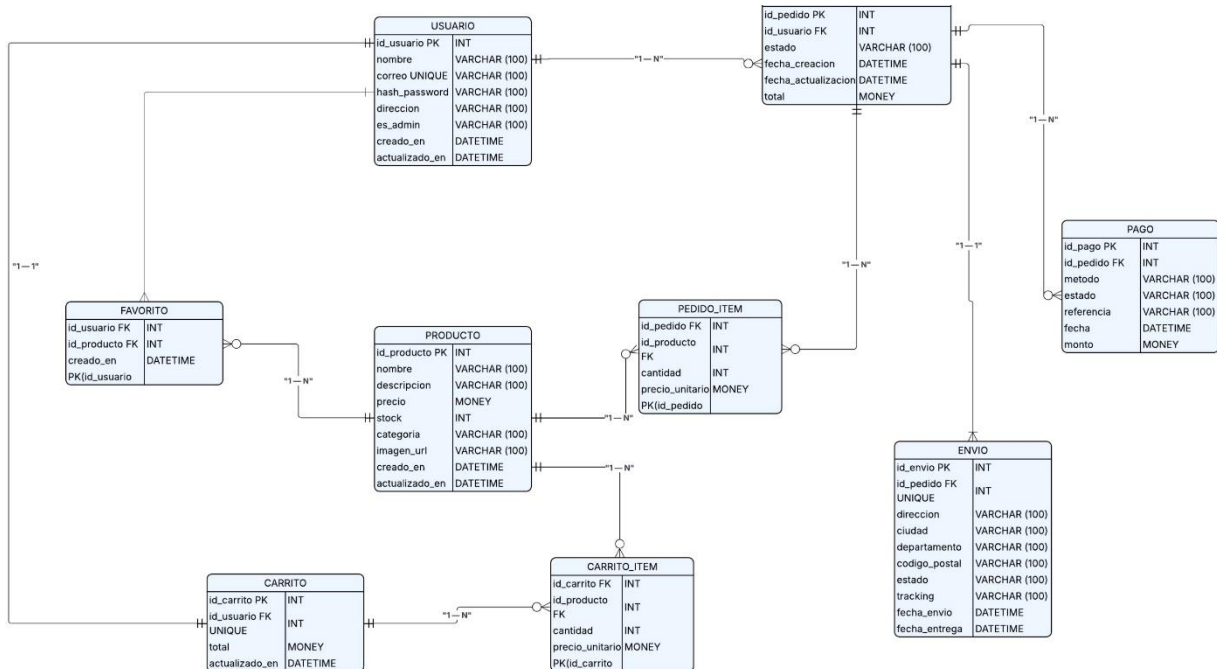 USUARIO
id_usuario PK INT
nombre VARCHAR (100)
correo UNIQUE VARCHAR (100)
hash_password VARCHAR (100)
direccion VARCHAR (100)
es_admin VARCHAR (100)
creado_en DATETIME
actualizado_en DATETIME
"1—N"
id_pedido PK INT
id_usuario FK INT
estado VARCHAR (100)
fecha_creacion DATETIME
fecha_actualizacion DATETIME
total MONEY
"1—N"
"1—1"
"1—1"
"1—N"
PAGO
id_pago PK INT
id_pedido FK INT
metodo VARCHAR (100)
estado VARCHAR (100)
referencia VARCHAR (100)
fecha DATETIME
monto MONEY
FAVORITO
id_usuario FK INT
id_producto FK INT
creado_en DATETIME
PK(id_usuario
"1—N"
PRODUCTO
id_producto PK INT
nombre VARCHAR (100)
descripcion VARCHAR (100)
precio MONEY
stock INT
categoria VARCHAR (100)
imagen_url VARCHAR (100)
creado_en DATETIME
actualizado_en DATETIME
"1—N"
"1—N"
PEDIDO_ITEM
id_pedido FK INT
id_producto
FK INT
cantidad INT
precio_unitario MONEY
PK(id_pedido
ENVIO
id_envio PK INT
id_pedido FK
UNIQUE INT
direccion VARCHAR (100)
ciudad VARCHAR (100)
departamento VARCHAR (100)
codigo_postal VARCHAR (100)
estado VARCHAR (100)
tracking VARCHAR (100)
fecha_envio DATETIME
fecha_entrega DATETIME
CARRITO
id_carrito PK INT
id_usuario FK
UNIQUE INT
total MONEY
actualizado_en DATETIME
"1—N"
CARRITO_ITEM
id_carrito FK INT
id_producto
FK INT
cantidad INT
precio_unitario MONEY
PK(id_carrito